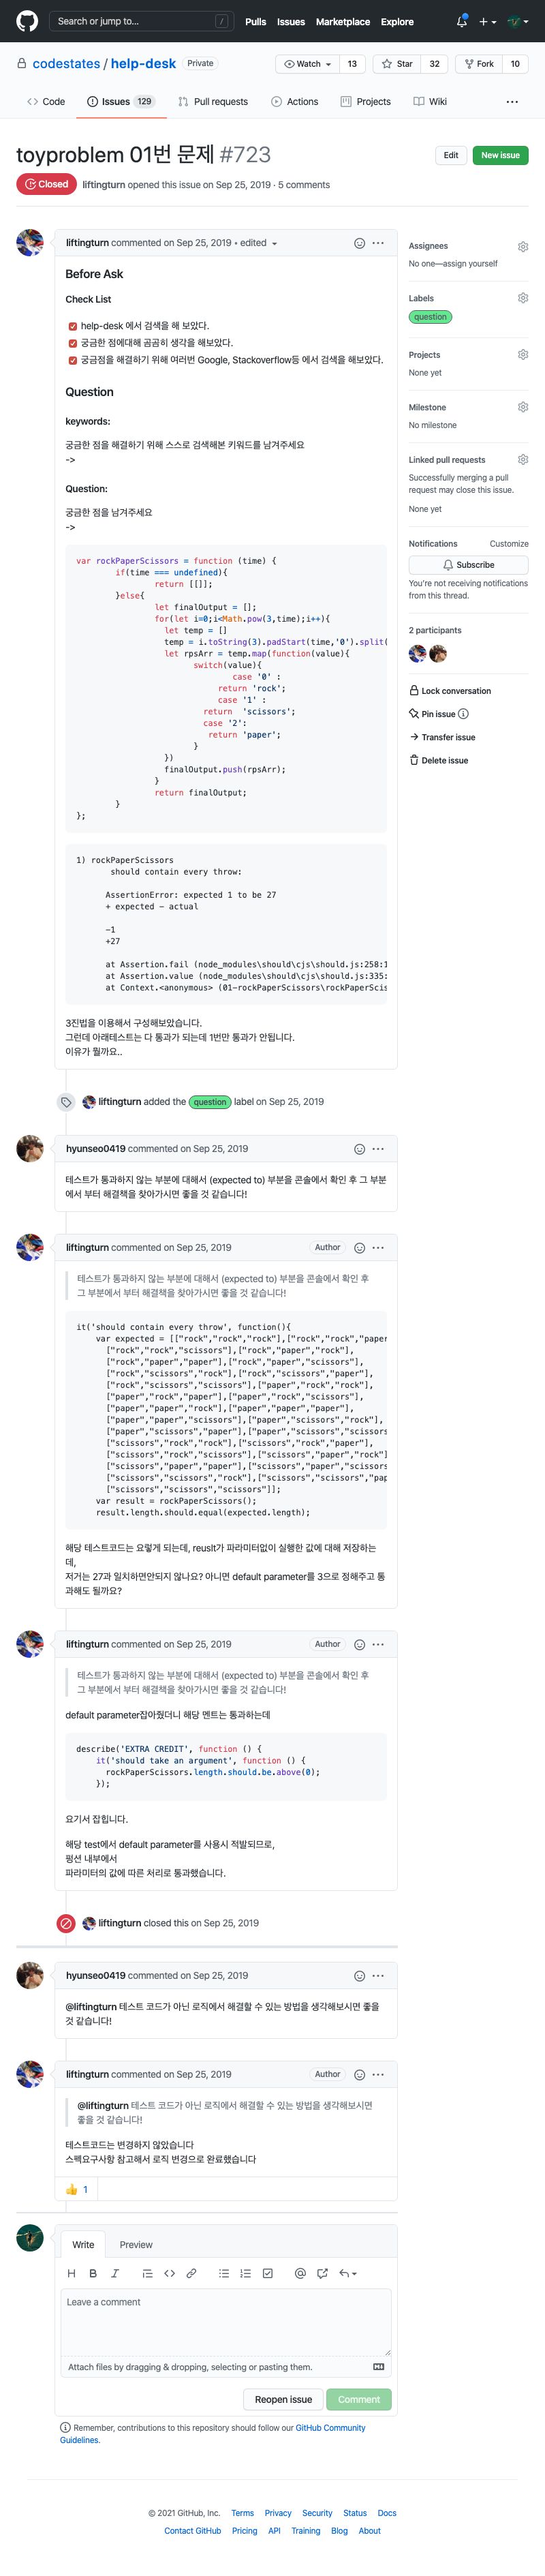 Search or jump to...
/
Pulls
Issues
Marketplace
Explore
codestates / help-desk
Private
Watch
13
Star
32
Fork
10
Code
Issues 129
Pull requests
Actions
Projects
Wiki
toyproblem 01번 문제 #723
Edit
New issue
Closed
liftingturn opened this issue on Sep 25, 2019 · 5 comments
liftingturn commented on Sep 25, 2019 • edited
Before Ask
Check List
help-desk 에서 검색을 해 보았다.
궁금한 점에대해 곰곰히 생각을 해보았다.
궁금점을 해결하기 위해 여러번 Google, Stackoverflow등 에서 검색을 해보았다.
Question
keywords:
궁금한 점을 해결하기 위해 스스로 검색해본 키워드를 남겨주세요
->
Question:
궁금한 점을 남겨주세요
->
var rockPaperScissors = function (time) {
if(time === undefined){
return [[]];
}else{
let finalOutput = [];
for(let i=0;i<Math.pow(3,time);i++){
let temp = []
temp = i.toString(3).padStart(time,'0').split(
let rpsArr = temp.map(function(value){
switch(value){
case '0' :
return 'rock';
case '1' :
return  'scissors';
case '2':
return 'paper';
}
})
finalOutput.push(rpsArr);
}
return finalOutput;
}
};
1) rockPaperScissors
should contain every throw:
AssertionError: expected 1 to be 27
+ expected - actual
-1
+27
at Assertion.fail (node_modules\should\cjs\should.js:258:1
at Assertion.value (node_modules\should\cjs\should.js:335:
at Context.<anonymous> (01-rockPaperScissors\rockPaperScis
3진법을 이용해서 구성해보았습니다.
그런데 아래테스트는 다 통과가 되는데 1번만 통과가 안됩니다.
이유가 뭘까요..
liftingturn added the question label on Sep 25, 2019
hyunseo0419 commented on Sep 25, 2019
테스트가 통과하지 않는 부분에 대해서 (expected to) 부분을 콘솔에서 확인 후 그 부분
에서 부터 해결책을 찾아가시면 좋을 것 같습니다!
liftingturn commented on Sep 25, 2019
Author
테스트가 통과하지 않는 부분에 대해서 (expected to) 부분을 콘솔에서 확인 후
그 부분에서 부터 해결책을 찾아가시면 좋을 것 같습니다!
it('should contain every throw', function(){
var expected = [["rock","rock","rock"],["rock","rock","paper
["rock","rock","scissors"],["rock","paper","rock"],
["rock","paper","paper"],["rock","paper","scissors"],
["rock","scissors","rock"],["rock","scissors","paper"],
["rock","scissors","scissors"],["paper","rock","rock"],
["paper","rock","paper"],["paper","rock","scissors"],
["paper","paper","rock"],["paper","paper","paper"],
["paper","paper","scissors"],["paper","scissors","rock"],
["paper","scissors","paper"],["paper","scissors","scissors
["scissors","rock","rock"],["scissors","rock","paper"],
["scissors","rock","scissors"],["scissors","paper","rock"]
["scissors","paper","paper"],["scissors","paper","scissors
["scissors","scissors","rock"],["scissors","scissors","pap
["scissors","scissors","scissors"]];
var result = rockPaperScissors();
result.length.should.equal(expected.length);
해당 테스트코드는 요렇게 되는데, reuslt가 파라미터없이 실행한 값에 대해 저장하는
데,
저거는 27과 일치하면안되지 않나요? 아니면 default parameter를 3으로 정해주고 통
과해도 될까요?
liftingturn commented on Sep 25, 2019
Author
테스트가 통과하지 않는 부분에 대해서 (expected to) 부분을 콘솔에서 확인 후
그 부분에서 부터 해결책을 찾아가시면 좋을 것 같습니다!
default parameter잡아줬더니 해당 멘트는 통과하는데
describe('EXTRA CREDIT', function () {
it('should take an argument', function () {
rockPaperScissors.length.should.be.above(0);
});
요기서 잡힙니다.
해당 test에서 default parameter를 사용시 적발되므로,
펑션 내부에서
파라미터의 값에 따른 처리로 통과했습니다.
liftingturn closed this on Sep 25, 2019
hyunseo0419 commented on Sep 25, 2019
@liftingturn 테스트 코드가 아닌 로직에서 해결할 수 있는 방법을 생각해보시면 좋을
것 같습니다!
liftingturn commented on Sep 25, 2019
Author
@liftingturn 테스트 코드가 아닌 로직에서 해결할 수 있는 방법을 생각해보시면
좋을 것 같습니다!
테스트코드는 변경하지 않았습니다
스펙요구사항 참고해서 로직 변경으로 완료했습니다
👍 1
Write
Preview
Leave a comment
Attach files by dragging & dropping, selecting or pasting them.
Reopen issue
Comment
Remember, contributions to this repository should follow our GitHub Community
Guidelines.
Assignees
No one—assign yourself
Labels
question
Projects
None yet
Milestone
No milestone
Linked pull requests
Successfully merging a pull
request may close this issue.
None yet
Notifications
Customize
Subscribe
You're not receiving notifications
from this thread.
2 participants
Lock conversation
Pin issue
Transfer issue
Delete issue
© 2021 GitHub, Inc.
Terms
Privacy
Security
Status
Docs
Contact GitHub
Pricing
API
Training
Blog
About